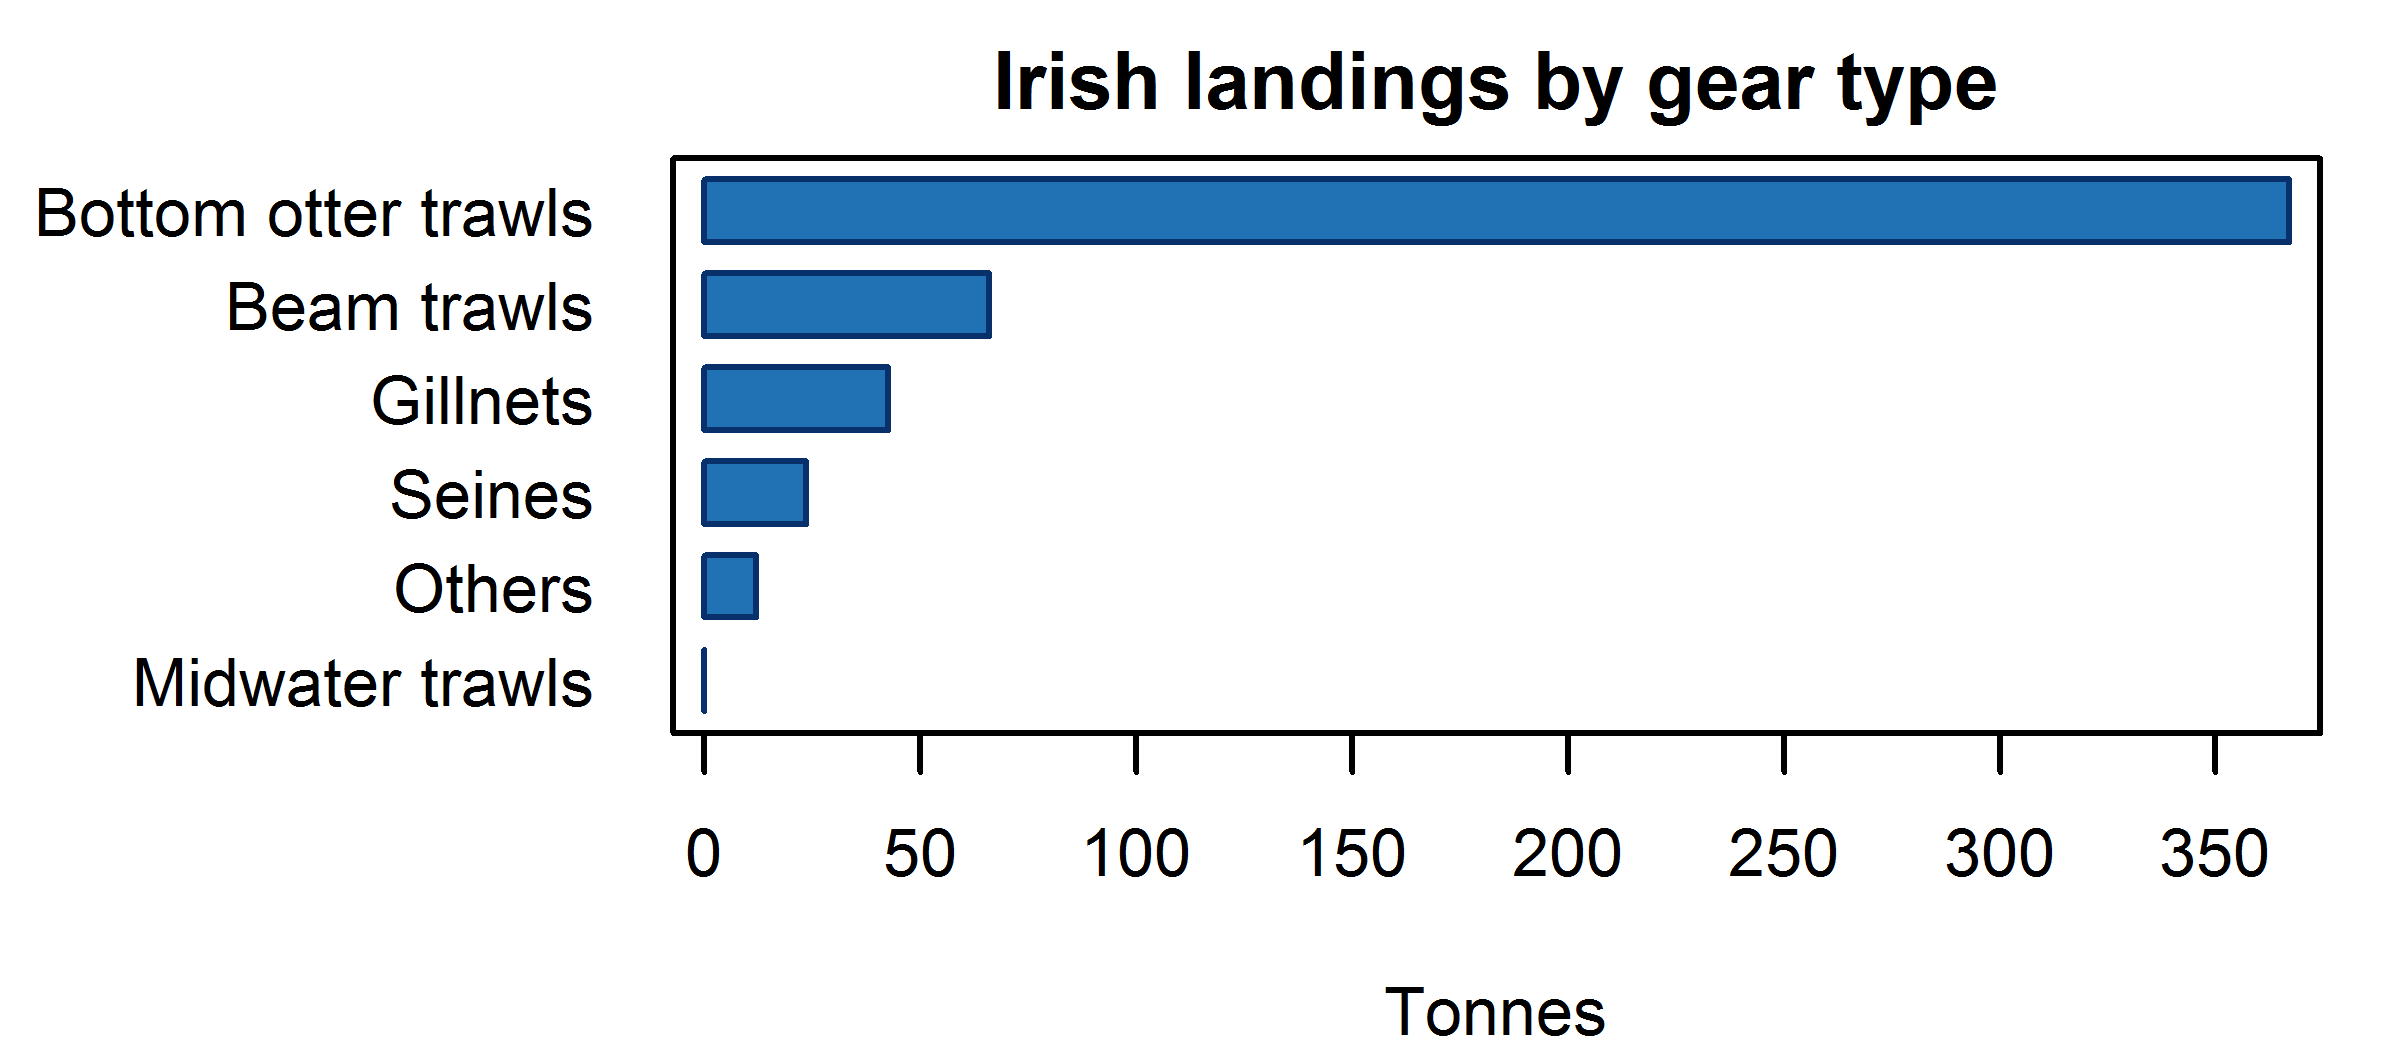 Irish landings by gear type
Bottom otter trawls
Beam trawls
Gillnets
Seines
Others
Midwater trawls
0 50 100 150 200 250 300 350
Tonnes